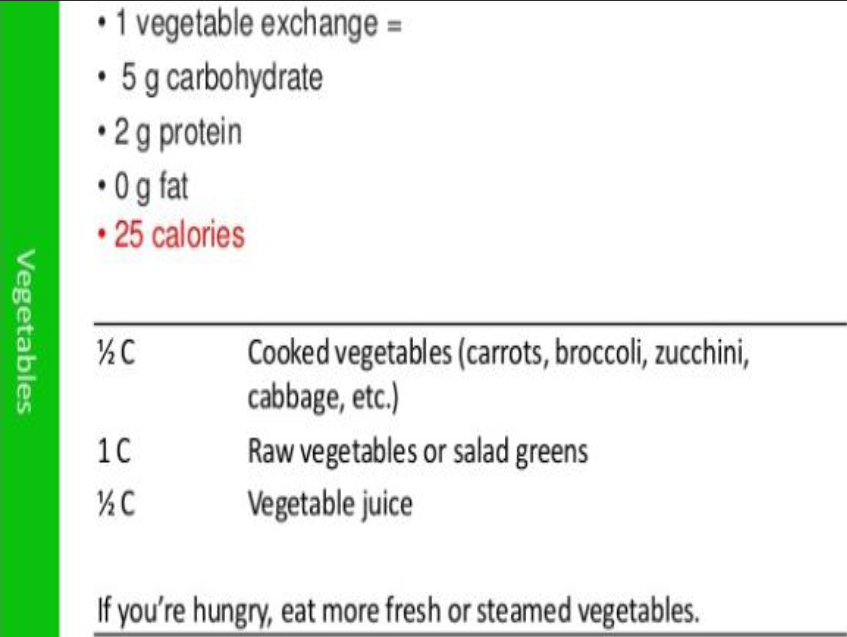 • 1 vegetable exchange =
• 5 g carbohydrate
• 2 g protein
• 0 g fat
• 25 calories
Vegetables
½ C Cooked vegetables (carrots, broccoli, zucchini,
cabbage, etc.)
1 C Raw vegetables or salad greens
½ C Vegetable juice
If you’re hungry, eat more fresh or steamed vegetables.